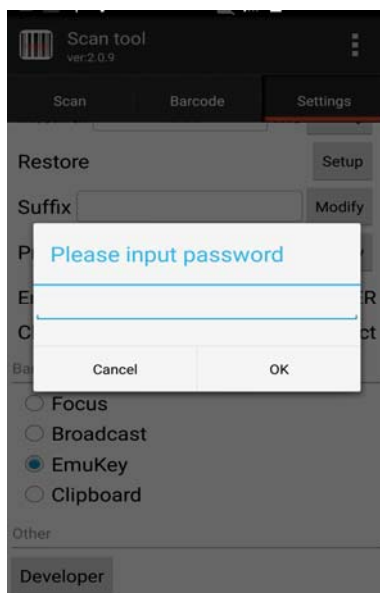 Scan tool
ver:2.0.9
Scan Barcode Settings
Restore Setup
Suffix Modify
Please input password
Cancel OK
Focus
Broadcast
EmuKey
Clipboard
Other
Developer